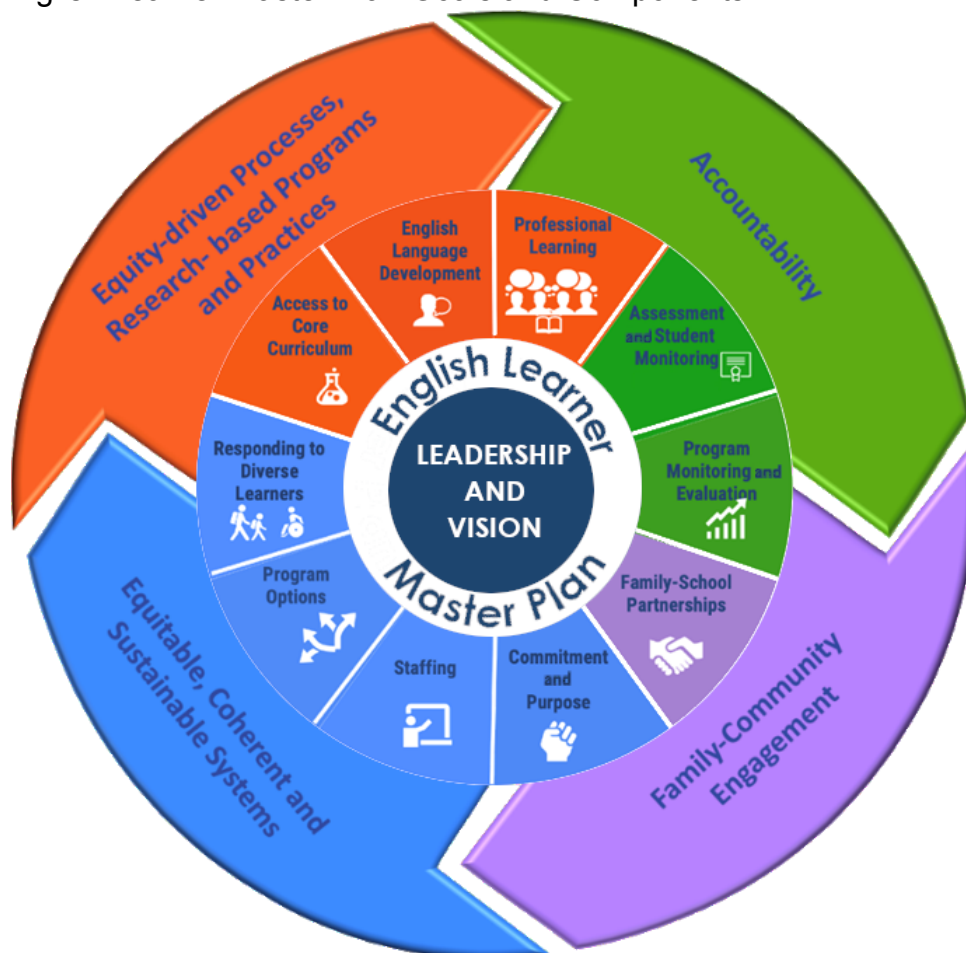 Equity-driven Processes,
Research- based Programs
and Practices
Accountability
Family-Community
Engagement
Equitable, Coherent and
Sustainable Systems
English
Language
Development
Professional
Learning
Assessment
and Student
Monitoring
Program
Monitoring and
Evaluation
Family-School
Partnerships
Commitment
and
Purpose
Staffing
Program
Options
Responding to
Diverse
Learners
Access to
Core
Curriculum
English Learner
Master Plan
LEADERSHIP
AND
VISION